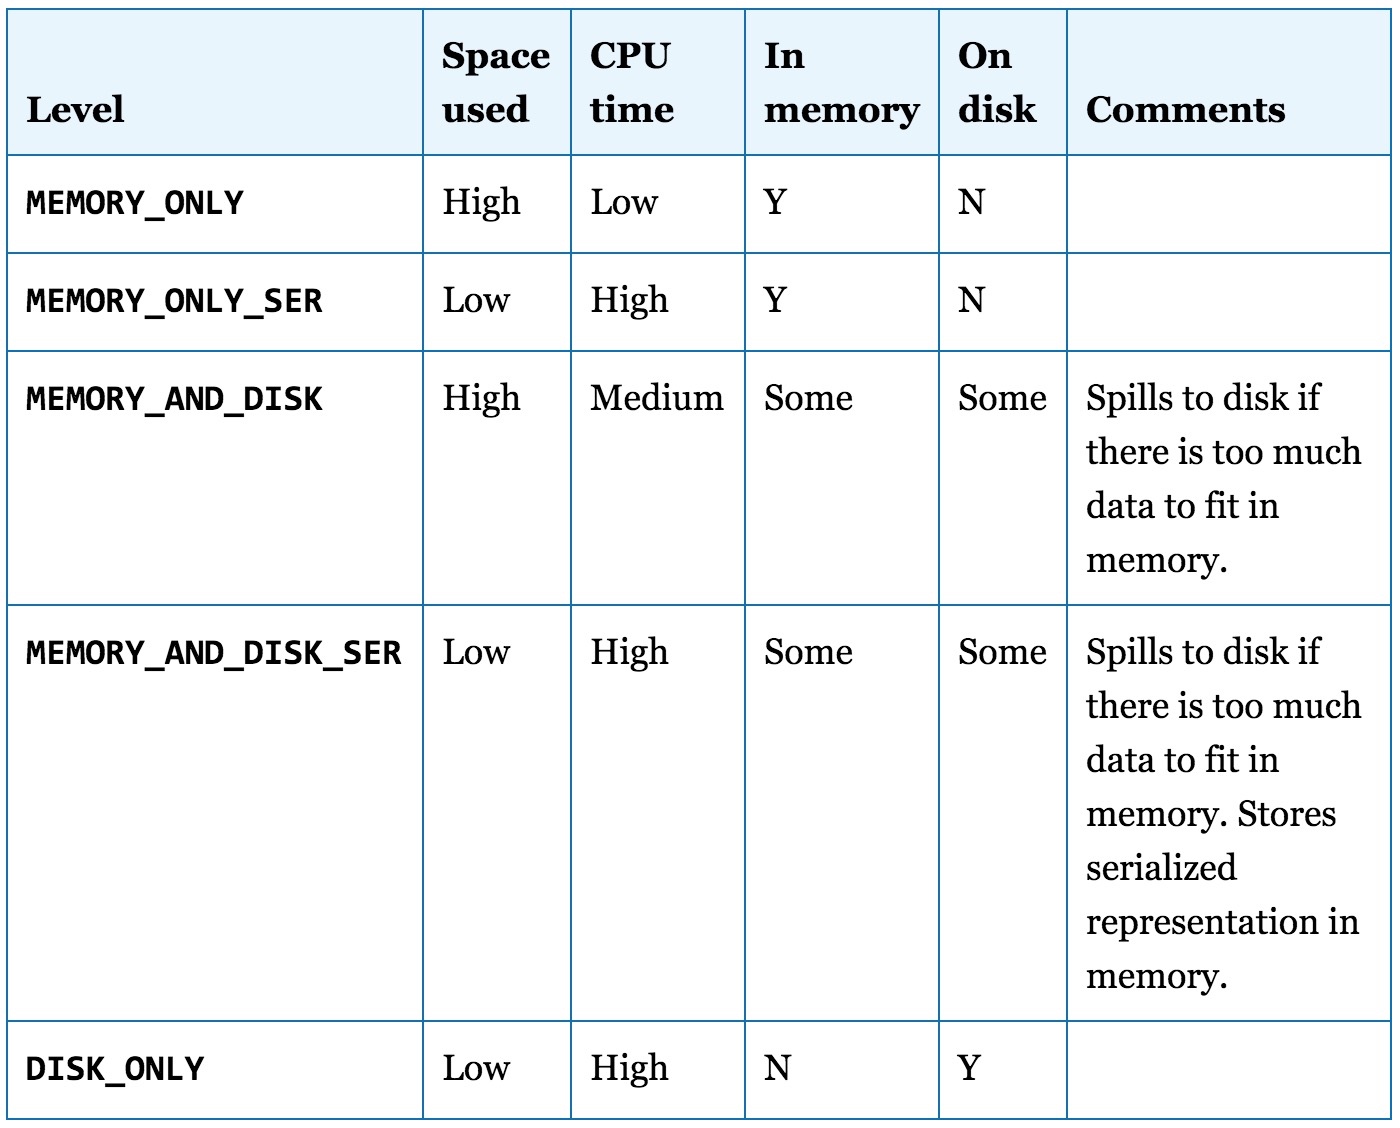 Level
Space used
CPU time
In memory
On disk
Comments
MEMORY_ONLY High Low Y N
MEMORY_ONLY_SER Low High Y N
MEMORY_AND_DISK High Medium Some Some Spills to disk if
there is too much
data to fit in
memory.
MEMORY_AND_DISK_SER Low High Some Some Spills to disk if
there is too much
data to fit in
memory. Stores
serialized
representation in
memory.
DISK_ONLY Low High N Y